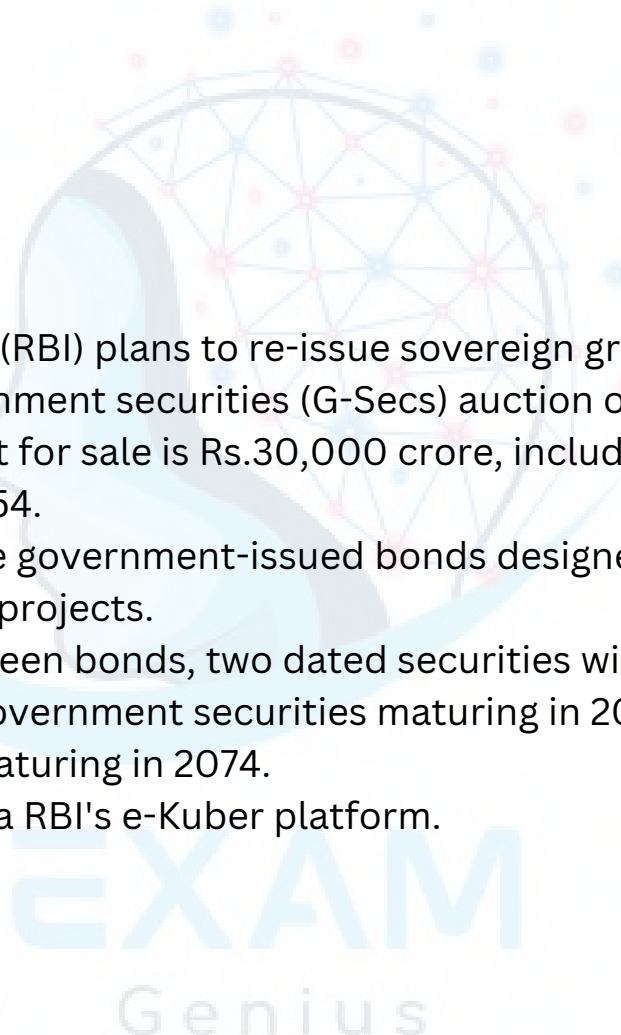 (RBI) plans to re-issue sovereign gr
nment securities (G-Secs) auction o
t for sale is Rs.30,000 crore, includ
54.
e government-issued bonds designe
projects.
een bonds, two dated securities wi
overnment securities maturing in 20
aturing in 2074.
a RBI's e-Kuber platform.
EXAM
Genius